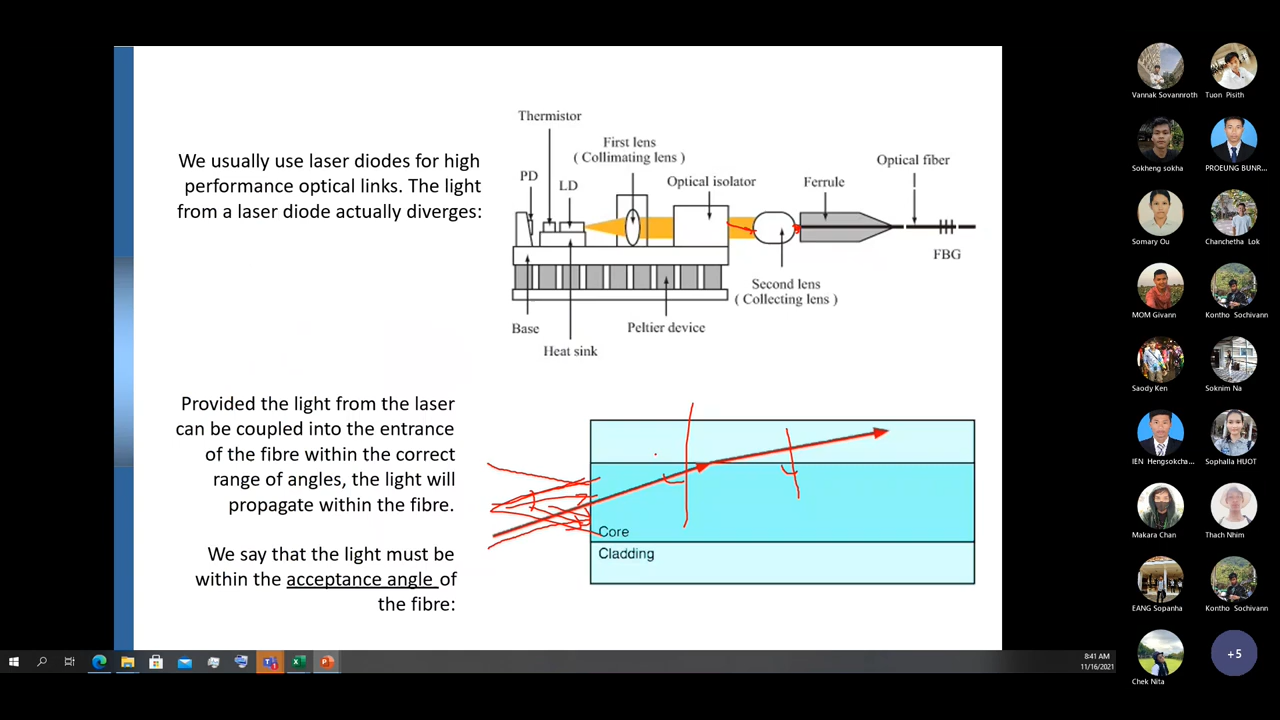 Thermistor
First lens
( Collimating lens )
Optical fiber
We usually use laser diodes for high
performance optical links. The light
from a laser diode actually diverges:
PD
LD
Optical isolator
Ferrule
FBG
Second lens
( Collecting lens )
Base
Peltier device
Heat sink
Provided the light from the laser
can be coupled into the entrance
of the fibre within the correct
range of angles, the light will
propagate within the fibre.
Core
Cladding
We say that the light must be
within the acceptance angle of
the fibre:
8:41 AM
11/16/2021
Vannak Sovannroth
Tuon Pisith
Sokheng sokha
PROEUNG BUNR...
Somary Ou
Chanchetha Lok
MOM Givann
Kontho Sochivann
Saody Ken
Soknim Na
IEN Hengsokcha...
Sophalla HUOT
Makara Chan
Thach Nhim
EANG Sopanha
Kontho Sochivann
Chek Nita
+5